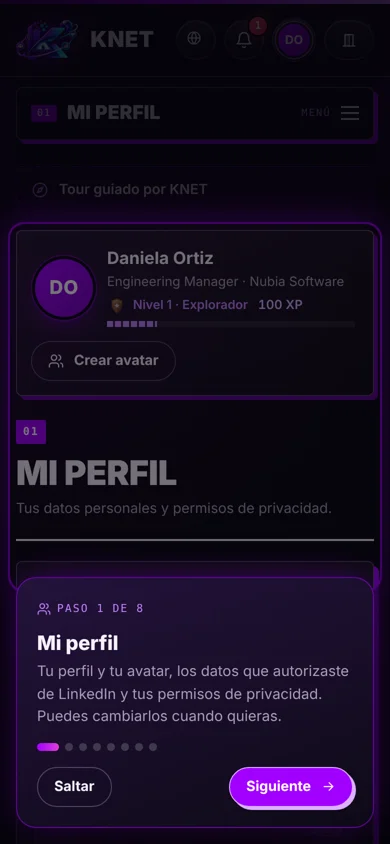 KNET
1
DO
01 MI PERFIL MENÚ
Tour guiado por KNET
DO
Daniela Ortiz
Engineering Manager · Nubia Software
Nivel 1 · Explorador 100 XP
Crear avatar
01
MI PERFIL
Tus datos personales y permisos de privacidad.
PASO 1 DE 8
Mi perfil
Tu perfil y tu avatar, los datos que autorizaste
de LinkedIn y tus permisos de privacidad.
Puedes cambiarlos cuando quieras.
Saltar
Siguiente →